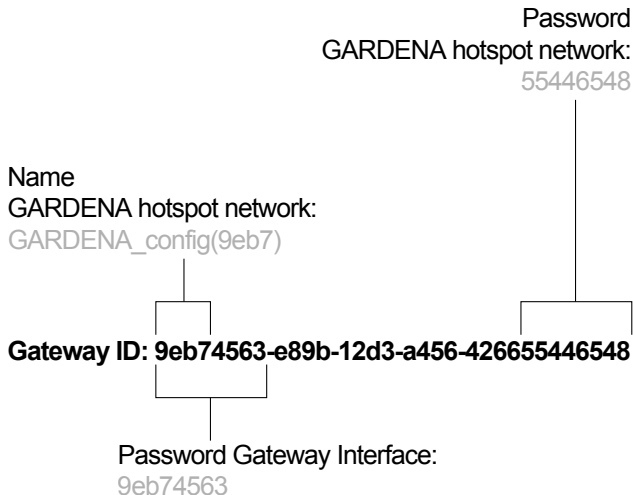 Password
GARDENA hotspot network:
55446548
Name
GARDENA hotspot network:
GARDENA_config(9eb7)
Gateway ID: 9eb74563-e89b-12d3-a456-426655446548
Password Gateway Interface:
9eb74563